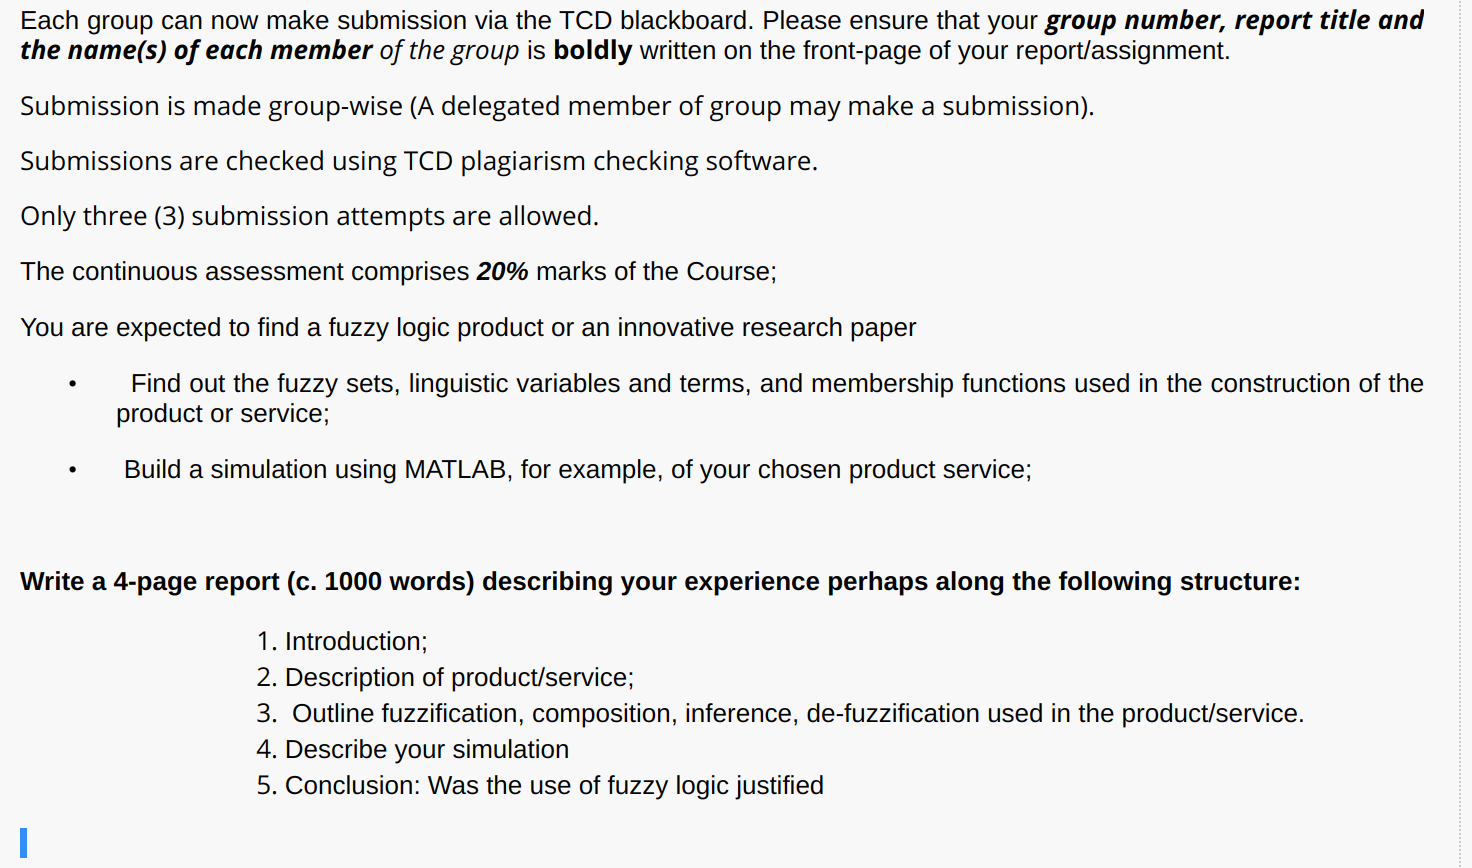 Each group can now make submission via the TCD blackboard. Please ensure that your group number, report title and
the name(s) of each member of the group is boldly written on the front-page of your report/assignment.
Submission is made group-wise (A delegated member of group may make a submission).
Submissions are checked using TCD plagiarism checking software.
Only three (3) submission attempts are allowed.
The continuous assessment comprises 20% marks of the Course;
You are expected to find a fuzzy logic product or an innovative research paper
• Find out the fuzzy sets, linguistic variables and terms, and membership functions used in the construction of the
product or service;
• Build a simulation using MATLAB, for example, of your chosen product service;
Write a 4-page report (c. 1000 words) describing your experience perhaps along the following structure:
1. Introduction;
2. Description of product/service;
3. Outline fuzzification, composition, inference, de-fuzzification used in the product/service.
4. Describe your simulation
5. Conclusion: Was the use of fuzzy logic justified